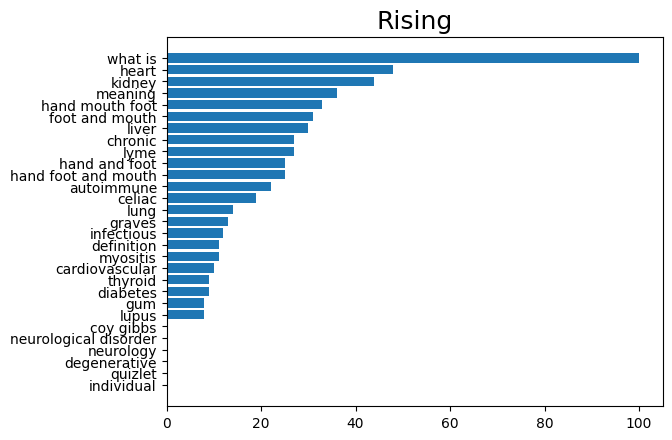 Rising
what is
heart
kidney
meaning
hand mouth foot
foot and mouth
liver
chronic
lyme
hand and foot
hand foot and mouth
autoimmune
celiac
lung
graves
infectious
definition
myositis
cardiovascular
thyroid
diabetes
gum
lupus
coy gibbs
neurological disorder
neurology
degenerative
quizlet
individual
0 20 40 60 80 100